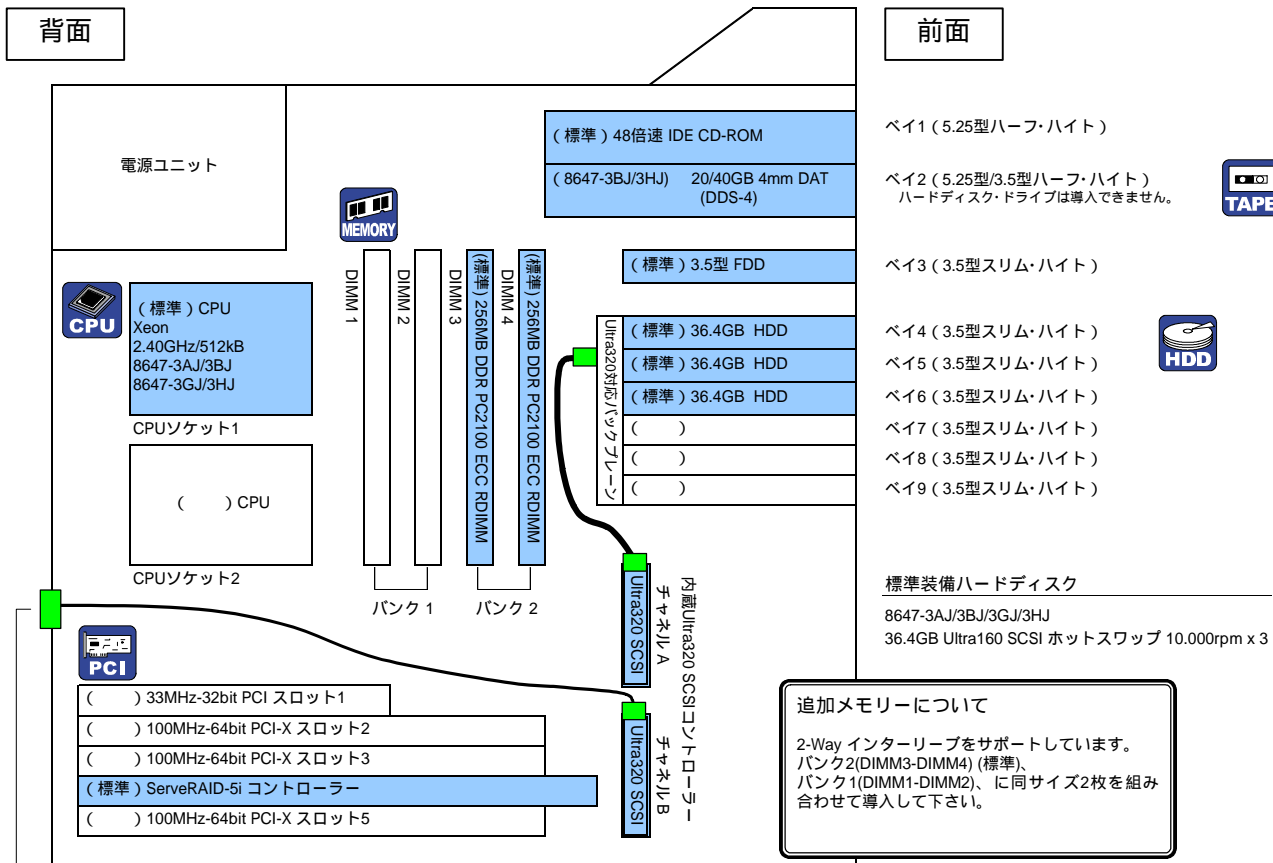 背面
前面
電源ユニット
(標準)48倍速 IDE CD-ROM
(8647-3BJ/3HJ) 20/40GB 4mm DAT
(DDS-4)
ベイ1(5.25型ハーフ・ハイト)
ベイ2(5.25型/3.5型ハーフ・ハイト)
ハードディスク・ドライブは導入できません。
TAPE
MEMORY
(標準)3.5型 FDD
ベイ3(3.5型スリム・ハイト)
CPU
(標準)CPU
Xeon
2.40GHz/512kB
8647-3AJ/3BJ
8647-3GJ/3HJ
CPUソケット1
( )CPU
CPUソケット2
DIMM 1
DIMM 2
DIMM 3
(標準) 256MB DDR PC2100 ECC RDIMM
DIMM 4
(標準) 256MB DDR PC2100 ECC RDIMM
バンク 1
バンク 2
Ultra320対応バックプレーン
(標準)36.4GB HDD
(標準)36.4GB HDD
(標準)36.4GB HDD
( )
( )
( )
ベイ4(3.5型スリム・ハイト)
ベイ5(3.5型スリム・ハイト)
ベイ6(3.5型スリム・ハイト)
ベイ7(3.5型スリム・ハイト)
ベイ8(3.5型スリム・ハイト)
ベイ9(3.5型スリム・ハイト)
HDD
内蔵Ultra320 SCSIコントローラー
チャネル A
Ultra320 SCSI
チャネル B
Ultra320 SCSI
標準装備ハードディスク
8647-3AJ/3BJ/3GJ/3HJ
36.4GB Ultra160 SCSI ホットスワップ 10.000rpm x 3
PCI
( )33MHz-32bit PCI スロット1
( )100MHz-64bit PCI-X スロット2
( )100MHz-64bit PCI-X スロット3
(標準)ServeRAID-5i コントローラー
( )100MHz-64bit PCI-X スロット5
追加メモリーについて
2-Way インターリーブをサポートしています。
バンク2(DIMM3-DIMM4) (標準)、
バンク1(DIMM1-DIMM2)、に同サイズ2枚を組み
合わせて導入して下さい。